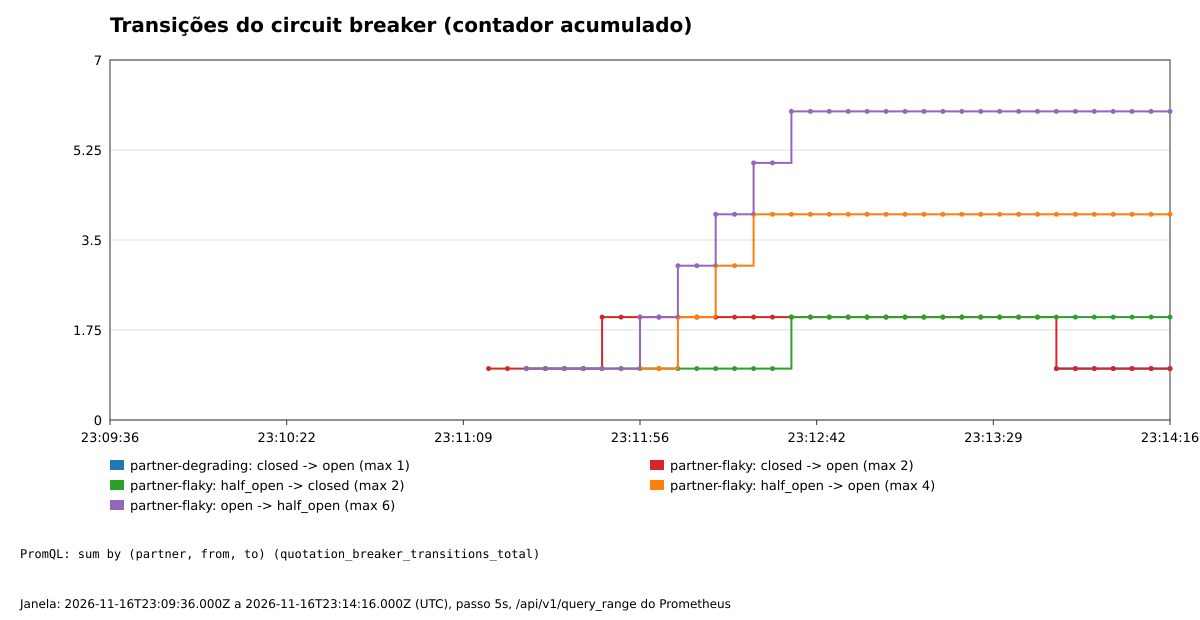 Transições do circuit breaker (contador acumulado)
7
5.25
3.5
1.75
0
23:09:36
23:10:22
23:11:09
23:11:56
23:12:42
23:13:29
23:14:16
partner-degrading: closed -> open (max 1)
partner-flaky: closed -> open (max 2)
partner-flaky: half_open -> closed (max 2)
partner-flaky: half_open -> open (max 4)
partner-flaky: open -> half_open (max 6)
PromQL: sum by (partner, from, to) (quotation_breaker_transitions_total)
Janela: 2026-11-16T23:09:36.000Z a 2026-11-16T23:14:16.000Z (UTC), passo 5s, /api/v1/query_range do Prometheus